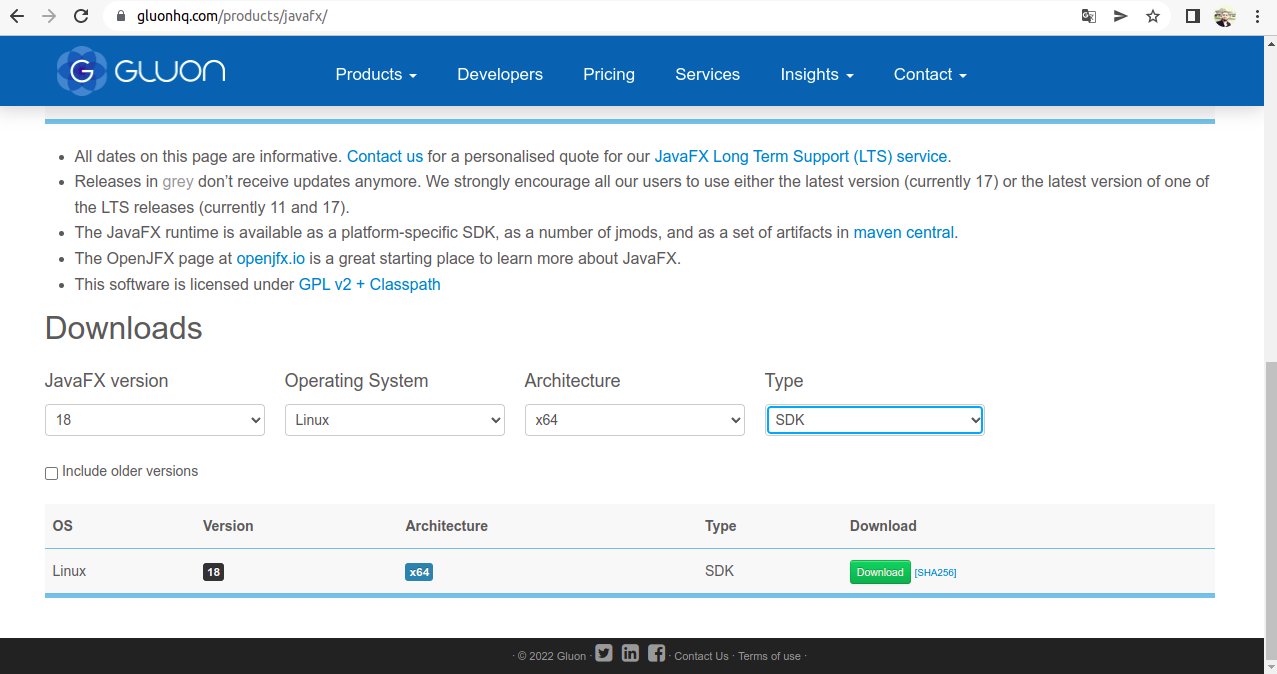 gluonhq.com/products/javafx/
G GLUON Products Developers Pricing Services Insights Contact
All dates on this page are informative. Contact us for a personalised quote for our JavaFX Long Term Support (LTS) service.
Releases in grey don't receive updates anymore. We strongly encourage all our users to use either the latest version (currently 17) or the latest version of one of
the LTS releases (currently 11 and 17).
The JavaFX runtime is available as a platform-specific SDK, as a number of jmods, and as a set of artifacts in maven central.
The OpenJFX page at openjfx.io is a great starting place to learn more about JavaFX.
This software is licensed under GPL v2 + Classpath
Downloads
JavaFX version Operating System Architecture Type
18 Linux x64 SDK
Include older versions
OS Version Architecture Type Download
Linux 18 x64 SDK Download [SHA256]
· © 2022 Gluon · · Contact Us · Terms of use ·